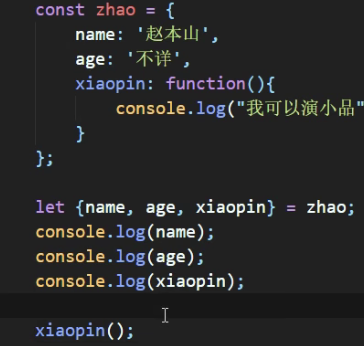 const zhao = {
name: '赵本山',
age: '不详',
xiaopin: function(){
console.log("我可以演小品"
}
};
let {name, age, xiaopin} = zhao;
console.log(name);
console.log(age);
console.log(xiaopin);
xiaopin();